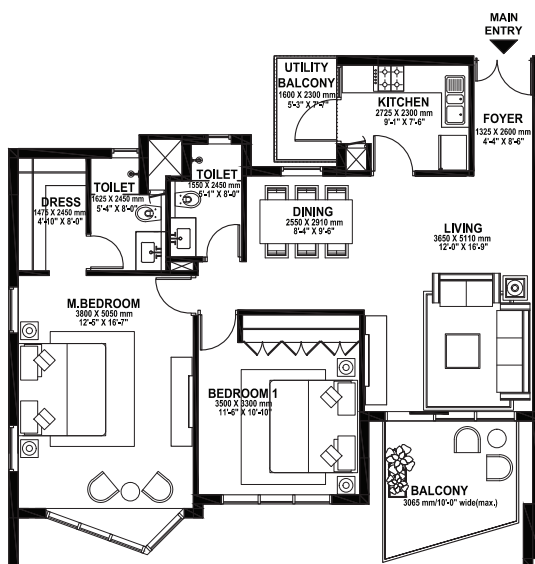 MAIN
ENTRY
UTILITY
BALCONY
1600 X 2300 mm
5'-3" X 7'-7"
KITCHEN
2725 X 2300 mm
9'-1" X 7'-6"
FOYER
1325 X 2600 mm
4'-4" X 8'-6"
TOILET
1625 X 2450 mm
5'-4" X 8'-0"
TOILET
1550 X 2450 mm
5'-1" X 8'-0"
DRESS
1475 X 2450 mm
4'-10" X 8'-0"
DINING
2550 X 2910 mm
8'-4" X 9'-6"
LIVING
3650 X 5110 mm
12'-0" X 16'-9"
M.BEDROOM
3800 X 5050 mm
12'-5" X 16'-7"
BEDROOM 1
3500 X 3300 mm
11'-6" X 10'-10"
BALCONY
3065 mm/10'-0" wide(max.)